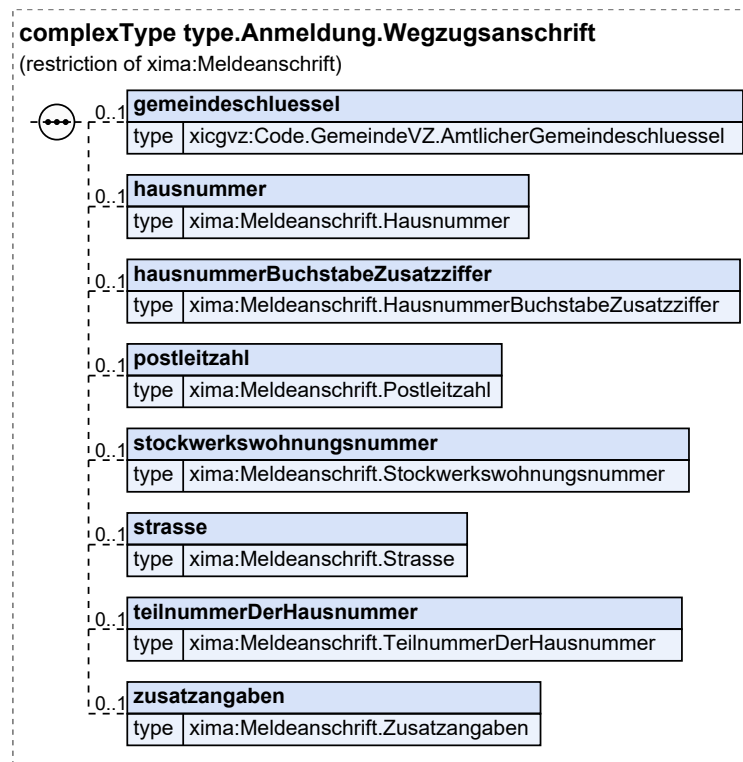 complexType type.Anmeldung.Wegzugsanschrift
(restriction of xima:Meldeanschrift)
0..1 gemeindeschluessel
type xicgvz:Code.GemeindeVZ.AmtlicherGemeindeschluessel
0..1 hausnummer
type xima:Meldeanschrift.Hausnummer
0..1 hausnummerBuchstabeZusatzziffer
type xima:Meldeanschrift.HausnummerBuchstabeZusatzziffer
0..1 postleitzahl
type xima:Meldeanschrift.Postleitzahl
0..1 stockwerkswohnungsnummer
type xima:Meldeanschrift.Stockwerkswohnungsnummer
0..1 strasse
type xima:Meldeanschrift.Strasse
0..1 teilnummerDerHausnummer
type xima:Meldeanschrift.TeilnummerDerHausnummer
0..1 zusatzangaben
type xima:Meldeanschrift.Zusatzangaben